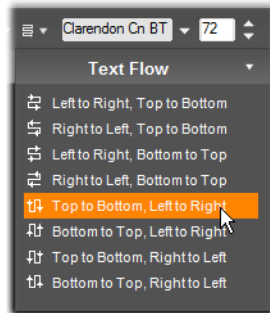 Clarendon Cn BT 72
Text Flow
Left to Right, Top to Bottom
Right to Left, Top to Bottom
Left to Right, Bottom to Top
Right to Left, Bottom to Top
Top to Bottom, Left to Right
Bottom to Top, Left to Right
Top to Bottom, Right to Left
Bottom to Top, Right to Left